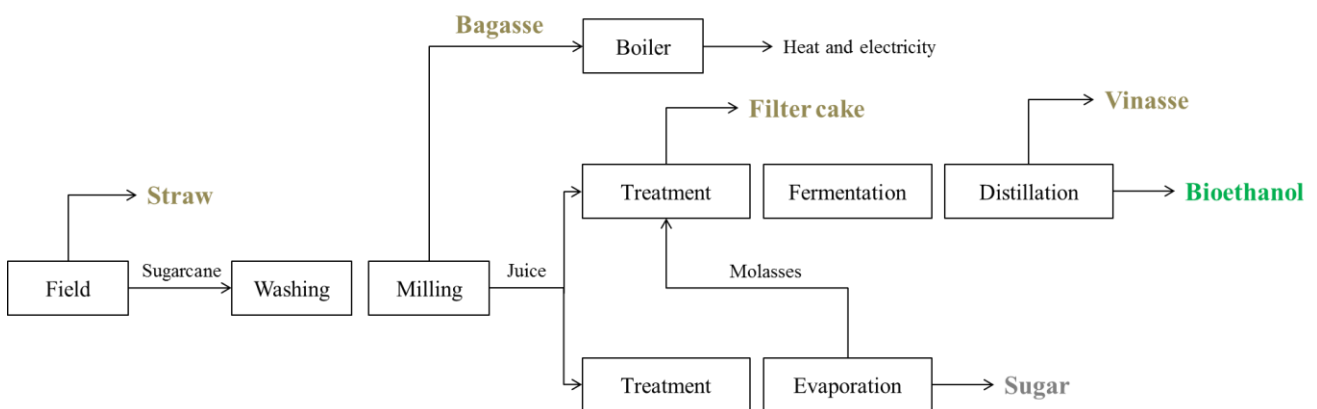 Bagasse
Boiler
Heat and electricity
Filter cake
Vinasse
Straw
Treatment
Fermentation
Distillation
Bioethanol
Field
Sugarcane
Washing
Milling
Juice
Molasses
Treatment
Evaporation
Sugar